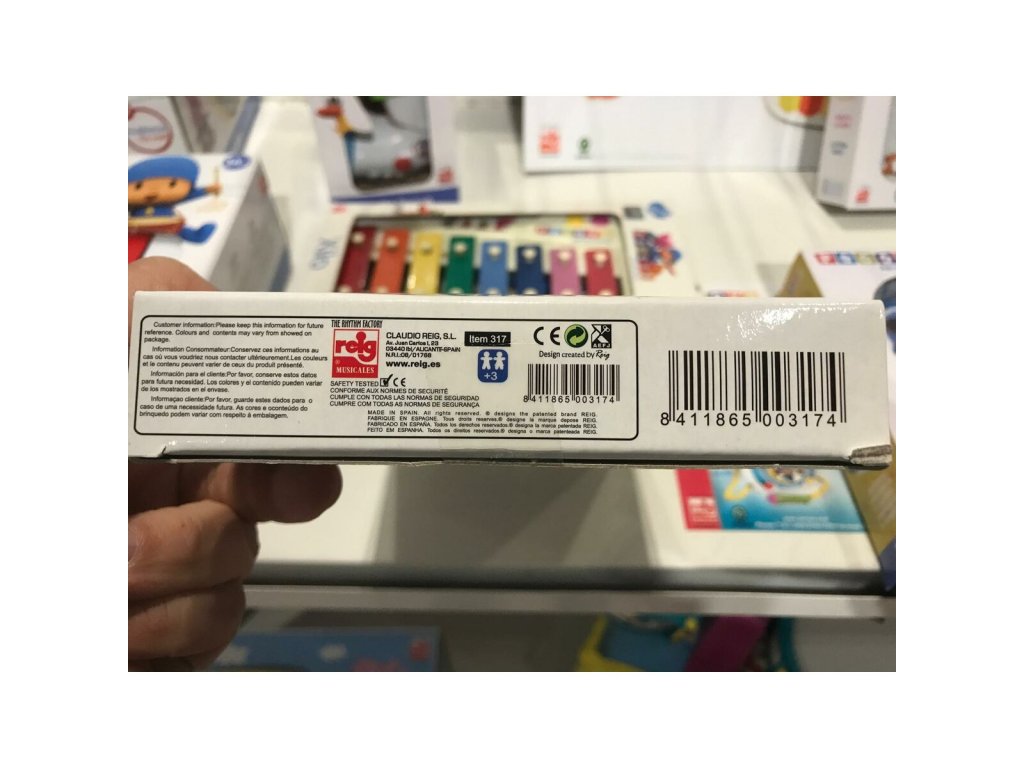 Customer information:Please keep this information for future
reference. Colours and contents may vary from showed on
package.
Information Consommateur:Conservez ces informations au
cas où vous voudriez nous contacter ultérieurement.Les couleurs
et le contenu peuvent varier de ceux du produit présenté.
Información para el cliente:Por favor, conserve estos datos
para futura necesidad. Los colores y el contenido pueden variar
de los mostrados en el envase.
Informaçao cliente:Por favor, guarde estes dados para o
caso de uma necessidade futura. As cores e oconteúdo do
brinquedo podem variar com respeito à embalagem.
THE RHYTHM FACTORY
reig
MUSICALES
CLAUDIO REIG, S.L.
Av. Juan Carlos I, 23
03440 Ibi/ALICANTE-SPAIN
N.R.I.:08/01768
www.reig.es
Item 317
+3
CE
AEFJ
Design created by Reig
SAFETY TESTED CE
CONFORME AUX NORMES DE SECURITÉ
CUMPLE CON TODAS LAS NORMAS DE SEGURIDAD
CUMPRE COM TODAS AS NORMAS DE SEGURANÇA
8 411865 003174
MADE IN SPAIN. All rights reserved. ® designs the patented brand REIG.
FABRIQUE EN ESPAGNE. Tous droits reserves.® designe la marque depose REIG.
FABRICADO EN ESPAÑA. Todos los derechos reservados.® designa la marca patentada REIG.
FEITO EM ESPANHA. Todos os direitos reservados.® designa o marca patenteada REIG.
8 411865 003174